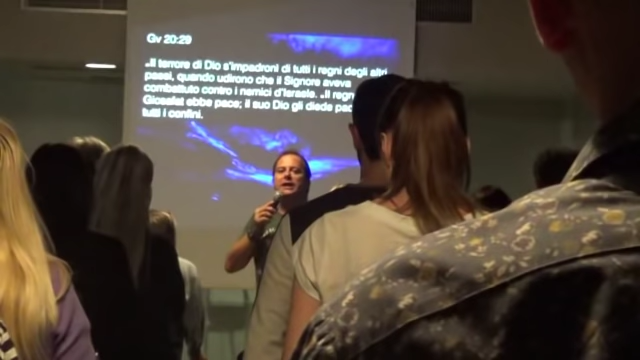 Gv 20:29
„Il terrore di Dio s'impadronì di tutti i regni degli altri
paesi, quando udirono che il Signore aveva
combattuto contro i nemici d'Israele. „Il regno
Giosafat ebbe pace; il suo Dio gli diede pac
tutti i confini.